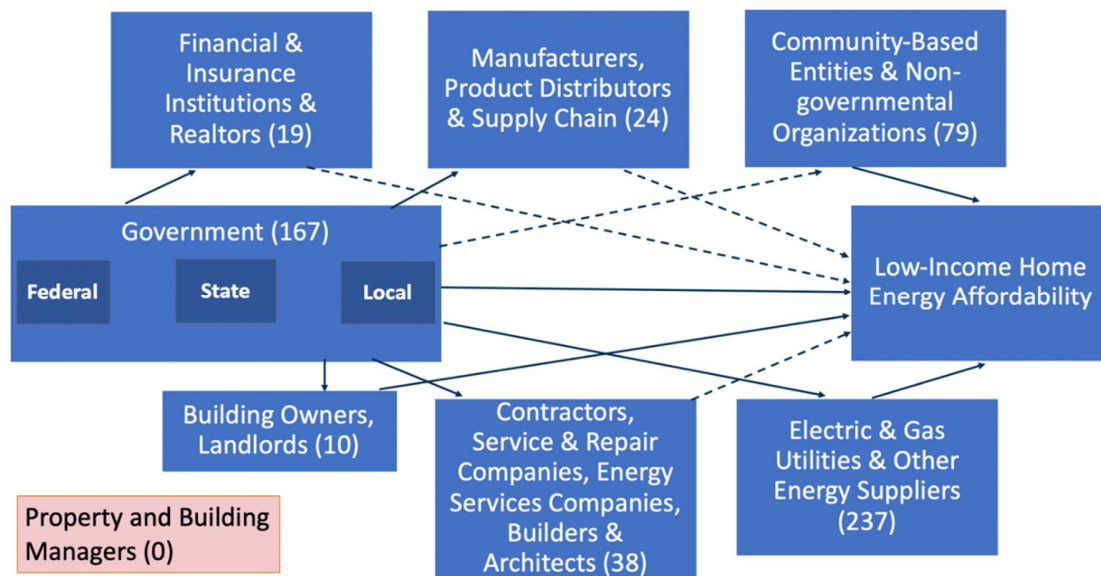 Financial &
Insurance
Institutions &
Realtors (19)
Manufacturers,
Product Distributors
& Supply Chain (24)
Community-Based
Entities & Non-
governmental
Organizations (79)
Government (167)
Federal
State
Local
Low-Income Home
Energy Affordability
Building Owners,
Landlords (10)
Contractors,
Service & Repair
Companies, Energy
Services Companies,
Builders &
Architects (38)
Electric & Gas
Utilities & Other
Energy Suppliers
(237)
Property and Building
Managers (0)